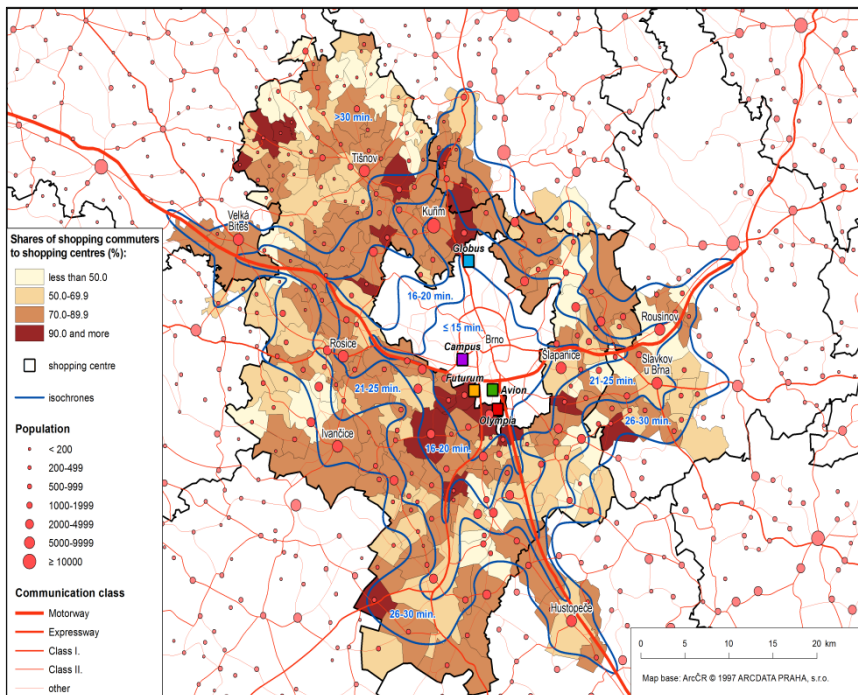 >30 min.
Tišnov
Velká
Bíteš
Kuřim
Globus
Shares of shopping commuters
to shopping centres (%):
less than 50.0
50.0-69.9
70.0-89.9
90.0 and more
shopping centre
isochrones
Population
< 200
200-499
500-999
1000-1999
2000-4999
5000-9999
≥ 10000
Communication class
Motorway
Expressway
Class I.
Class II.
other
16-20 min.
≤ 15 min.
Rousínov
Brno
Campus
Rosice
Šlapanice
Slavkov
u Brna
21-25 min.
21-25 min.
Futurum
Avion
Olympia
26-30 min.
Ivančice
16-20 min.
26-30 min.
Hustopeče
0 5 10 15 20 km
Map base: ArcČR © 1997 ARCDATA PRAHA, s.r.o.